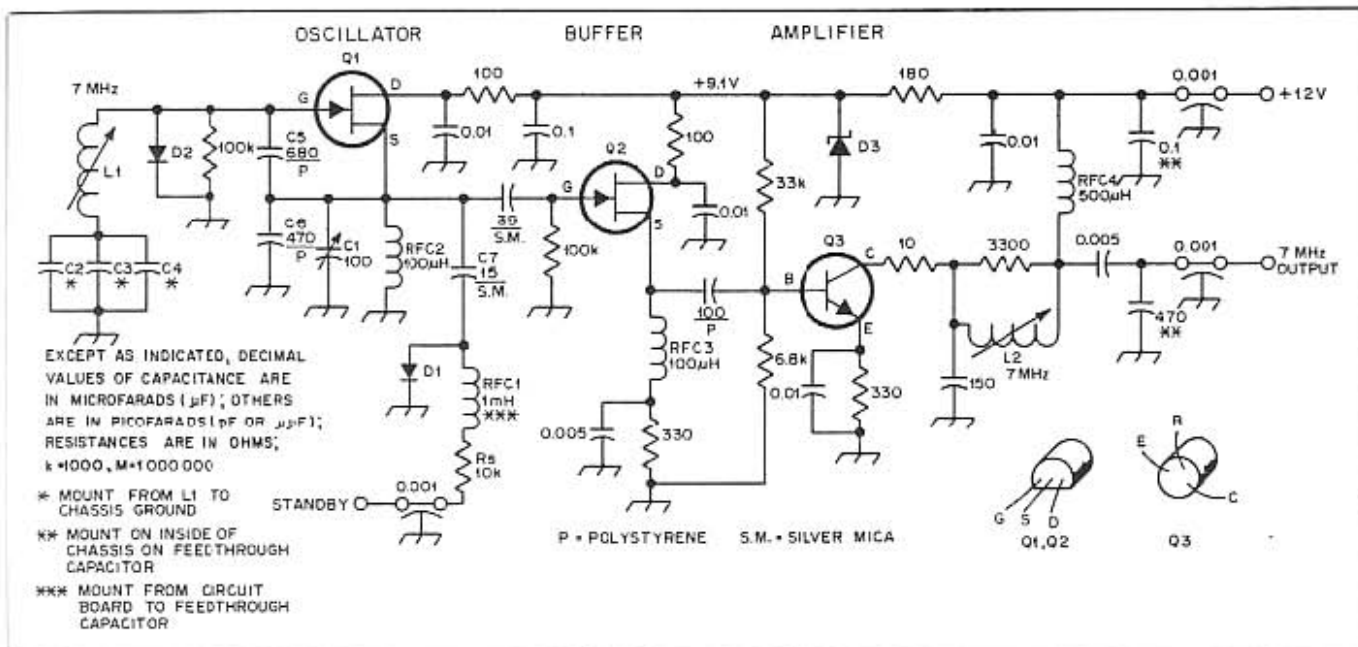 OSCILLATOR BUFFER AMPLIFIER
Q1
7 MHz
G
D
S
100
+9.1V
180
0.001
+12V
L1
D2
100k
C5
680
P
0.01
0.1
Q2
G
D
S
100
0.01
33k
D3
0.01
0.1
**
RFC4
500μH
C6
470
P
C1
100
RFC2
100μH
C7
15
S.M.
39
S.M.
100k
Q3
B
C
E
10
3300
0.005
0.001
7 MHz
OUTPUT
C2
*
C3
*
C4
*
100
P
RFC3
100μH
6.8k
0.01
330
L2
7 MHz
150
470
**
D1
RFC1
1mH
***
0.005
330
10k
STANDBY
0.001
EXCEPT AS INDICATED, DECIMAL
VALUES OF CAPACITANCE ARE
IN MICROFARADS (μF); OTHERS
ARE IN PICOFARADS (pF OR μμF);
RESISTANCES ARE IN OHMS;
k=1000, M=1000 000
* MOUNT FROM L1 TO
CHASSIS GROUND
** MOUNT ON INSIDE OF
CHASSIS ON FEEDTHROUGH
CAPACITOR
*** MOUNT FROM CIRCUIT
BOARD TO FEEDTHROUGH
CAPACITOR
P = POLYSTYRENE S.M. = SILVER MICA
G
S
D
Q1,Q2
E
C
Q3